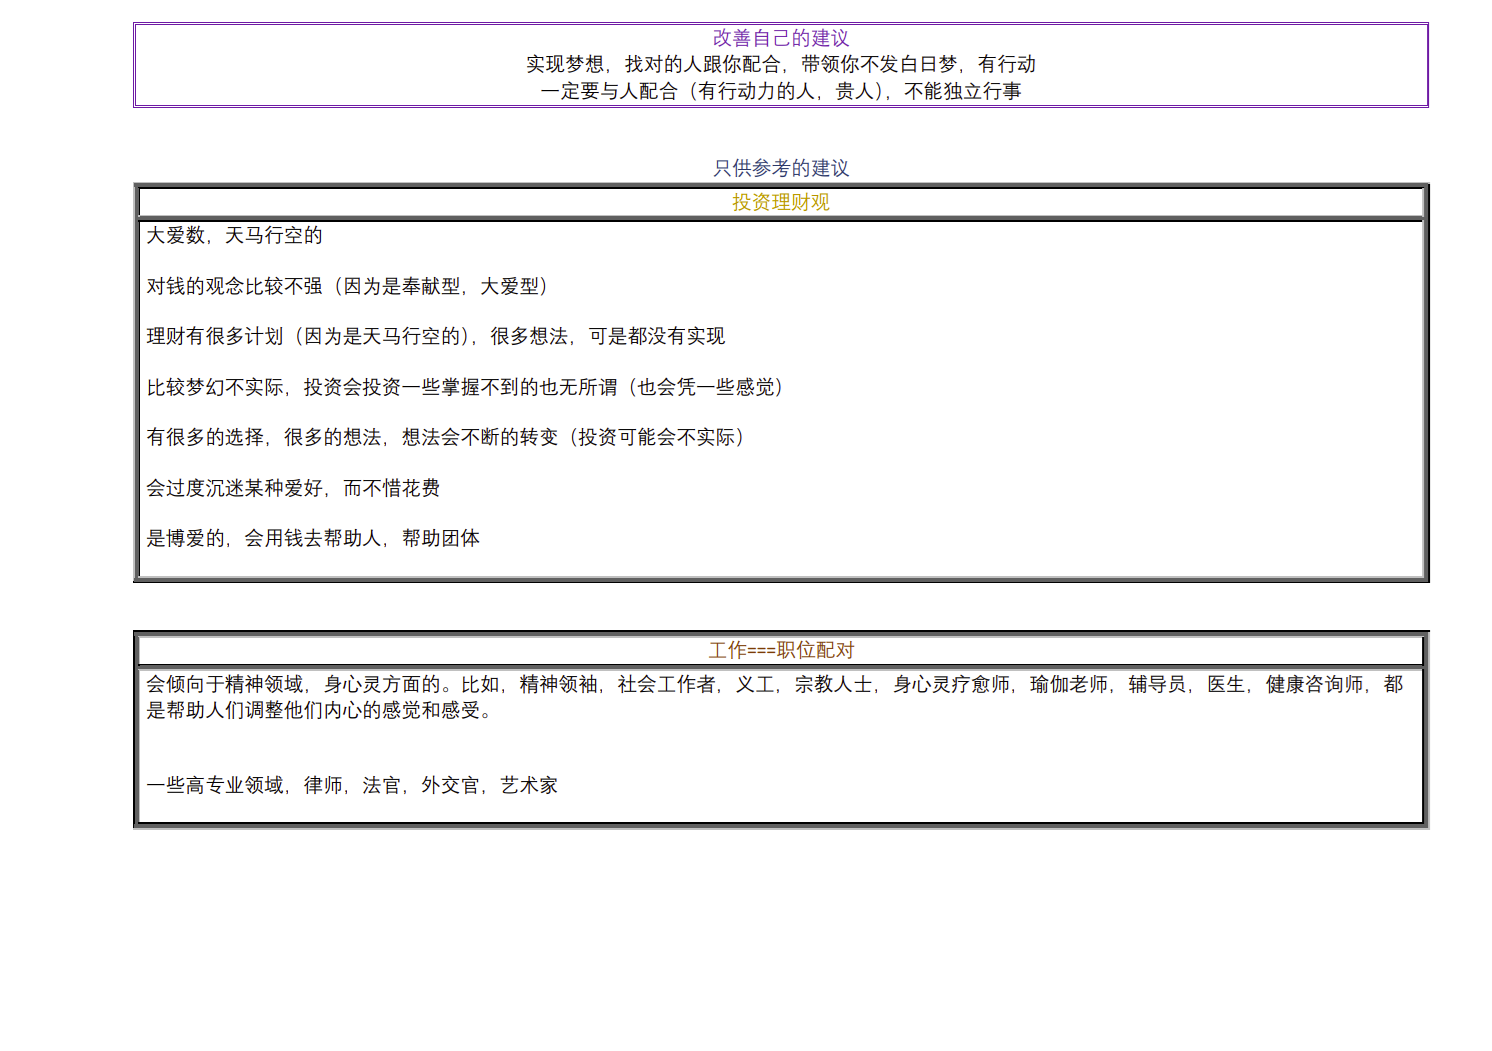 改善自己的建议
实现梦想，找对的人跟你配合，带领你不发白日梦，有行动
一定要与人配合（有行动力的人，贵人），不能独立行事
只供参考的建议
投资理财观
大爱数，天马行空的
对钱的观念比较不强（因为是奉献型，大爱型）
理财有很多计划（因为是天马行空的），很多想法，可是都没有实现
比较梦幻不实际，投资会投资一些掌握不到的也无所谓（也会凭一些感觉）
有很多的选择，很多的想法，想法会不断的转变（投资可能会不实际）
会过度沉迷某种爱好，而不惜花费
是博爱的，会用钱去帮助人，帮助团体
工作===职位配对
会倾向于精神领域，身心灵方面的。比如，精神领袖，社会工作者，义工，宗教人士，身心灵疗愈师，瑜伽老师，辅导员，医生，健康咨询师，都
是帮助人们调整他们内心的感觉和感受。
一些高专业领域，律师，法官，外交官，艺术家